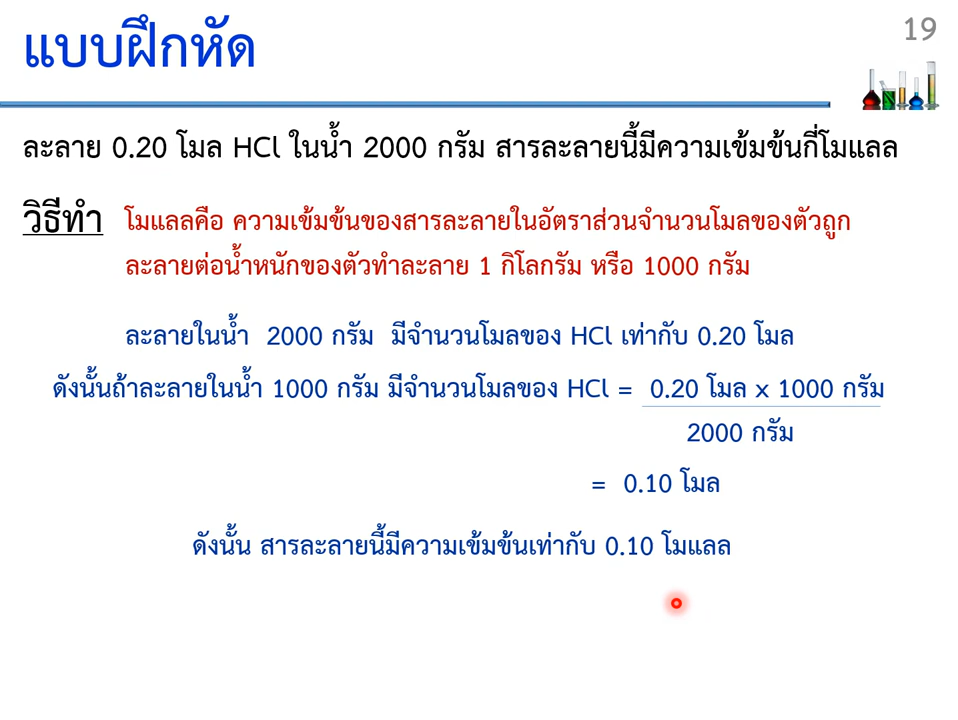 19
แบบฝึกหัด
ละลาย 0.20 โมล HCl ในน้ำ 2000 กรัม สารละลายนี้มีความเข้มข้นกี่โมแลล
วิธีทำ โมแลลคือ ความเข้มข้นของสารละลายในอัตราส่วนจำนวนโมลของตัวถูก
ละลายต่อน้ำหนักของตัวทำละลาย 1 กิโลกรัม หรือ 1000 กรัม
ละลายในน้ำ 2000 กรัม มีจำนวนโมลของ HCl เท่ากับ 0.20 โมล
ดังนั้นถ้าละลายในน้ำ 1000 กรัม มีจำนวนโมลของ HCl = 0.20 โมล x 1000 กรัม
2000 กรัม
= 0.10 โมล
ดังนั้น สารละลายนี้มีความเข้มข้นเท่ากับ 0.10 โมแลล